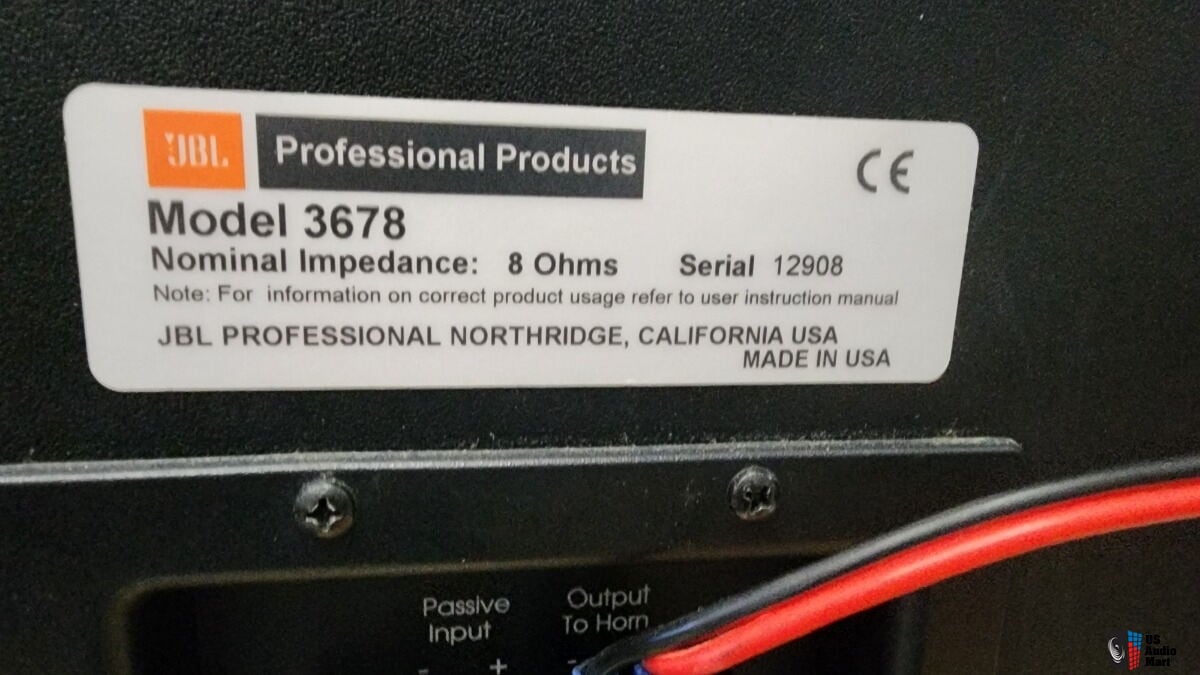 JBL Professional Products
CE
Model 3678
Nominal Impedance: 8 Ohms Serial 12908
Note: For information on correct product usage refer to user instruction manual
JBL PROFESSIONAL NORTHRIDGE, CALIFORNIA USA
MADE IN USA
Passive Input
Output To Horn
- +
-
US Audio Mart